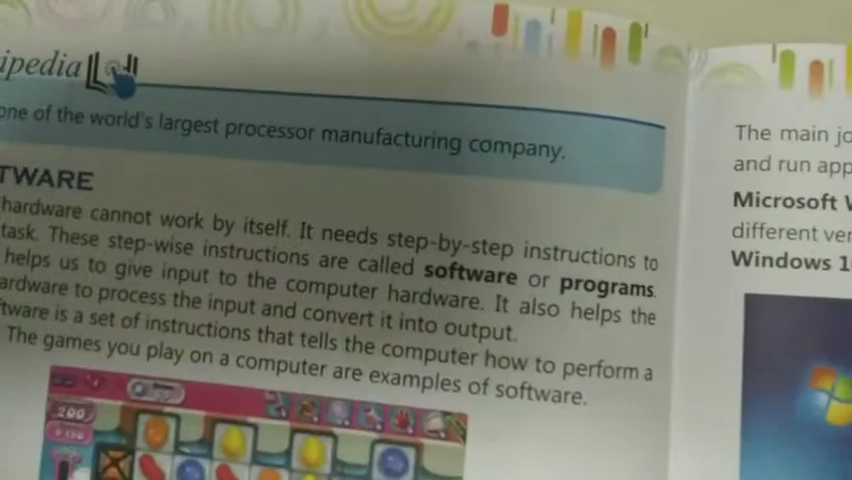 ipedia
one of the world's largest processor manufacturing company.
TWARE
hardware cannot work by itself. It needs step-by-step instructions to
task. These step-wise instructions are called software or programs.
helps us to give input to the computer hardware. It also helps the
ardware to process the input and convert it into output.
ftware is a set of instructions that tells the computer how to perform a
The games you play on a computer are examples of software.
200
The main jo
and run app
Microsoft W
different ver
Windows 10